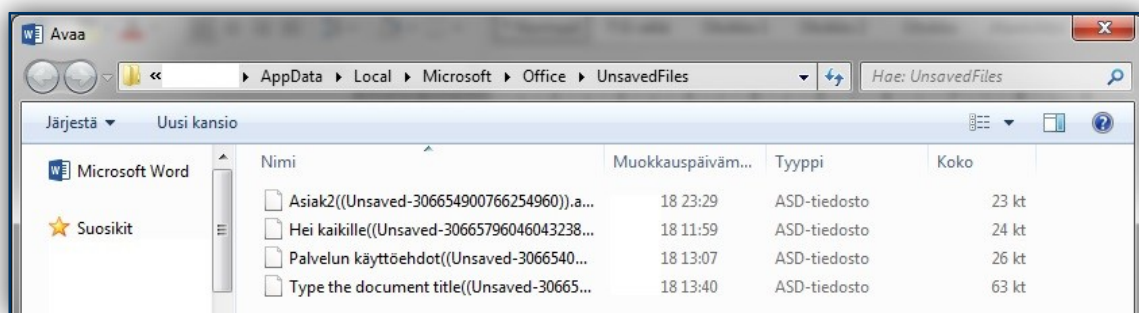 Avaa
« AppData ▸ Local ▸ Microsoft ▸ Office ▸ UnsavedFiles Hae: UnsavedFiles
Järjestä Uusi kansio
Microsoft Word
Suosikit
Nimi Muokkauspäiväm... Tyyppi Koko
Asiak2((Unsaved-306654900766254960)).a... 18 23:29 ASD-tiedosto 23 kt
Hei kaikille((Unsaved-30665796046043238... 18 11:59 ASD-tiedosto 24 kt
Palvelun käyttöehdot((Unsaved-3066540... 18 13:07 ASD-tiedosto 26 kt
Type the document title((Unsaved-30665... 18 13:40 ASD-tiedosto 63 kt